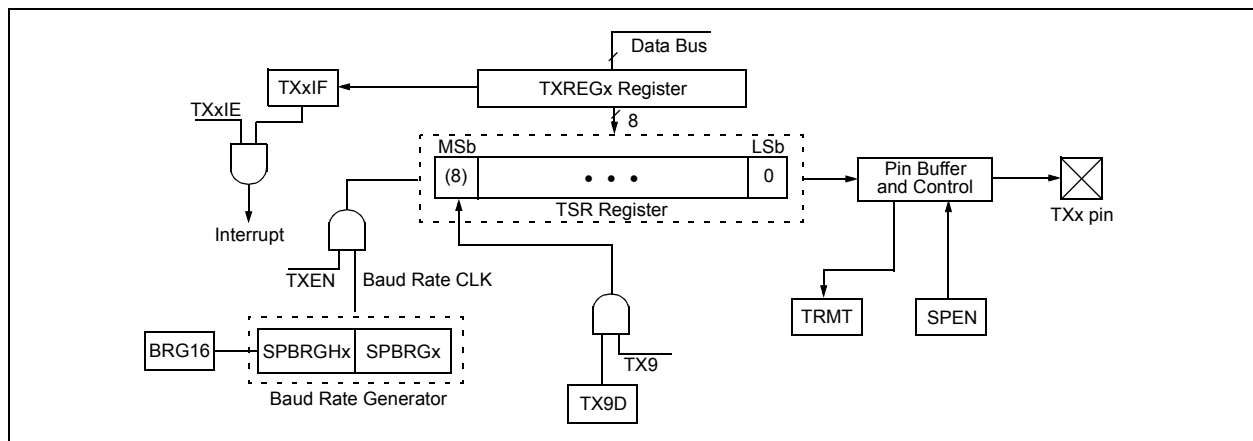 Data Bus
TXxIF
TXREGx Register
TXxIE
8
MSb
LSb
(8)
• • •
0
Pin Buffer
and Control
TSR Register
TXx pin
Interrupt
TXEN
Baud Rate CLK
TRMT
SPEN
BRG16
SPBRGHx
SPBRGx
TX9
Baud Rate Generator
TX9D